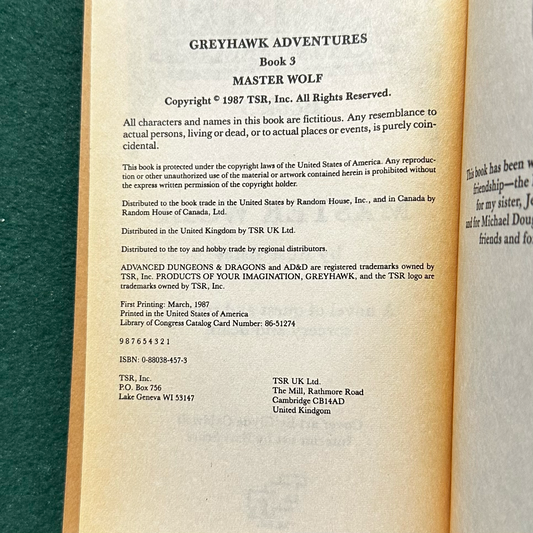 GREYHAWK ADVENTURES
Book 3
MASTER WOLF
Copyright © 1987 TSR, Inc. All Rights Reserved.
All characters and names in this book are fictitious. Any resemblance to
actual persons, living or dead, or to actual places or events, is purely coin-
cidental.
This book is protected under the copyright laws of the United States of America. Any reproduc-
tion or other unauthorized use of the material or artwork contained herein is prohibited without
the express written permission of the copyright holder.
Distributed to the book trade in the United States by Random House, Inc., and in Canada by
Random House of Canada, Ltd.
Distributed in the United Kingdom by TSR UK Ltd.
Distributed to the toy and hobby trade by regional distributors.
ADVANCED DUNGEONS & DRAGONS and AD&D are registered trademarks owned by
TSR, Inc. PRODUCTS OF YOUR IMAGINATION, GREYHAWK, and the TSR logo are
trademarks owned by TSR, Inc.
First Printing: March, 1987
Printed in the United States of America
Library of Congress Catalog Card Number: 86-51274
9 8 7 6 5 4 3 2 1
ISBN: 0-88038-457-3
TSR, Inc.
P.O. Box 756
Lake Geneva WI 53147
TSR UK Ltd.
The Mill, Rathmore Road
Cambridge CB14AD
United Kindgom
This book has been
friendship—the
for my sister,
and for Michael
friends and